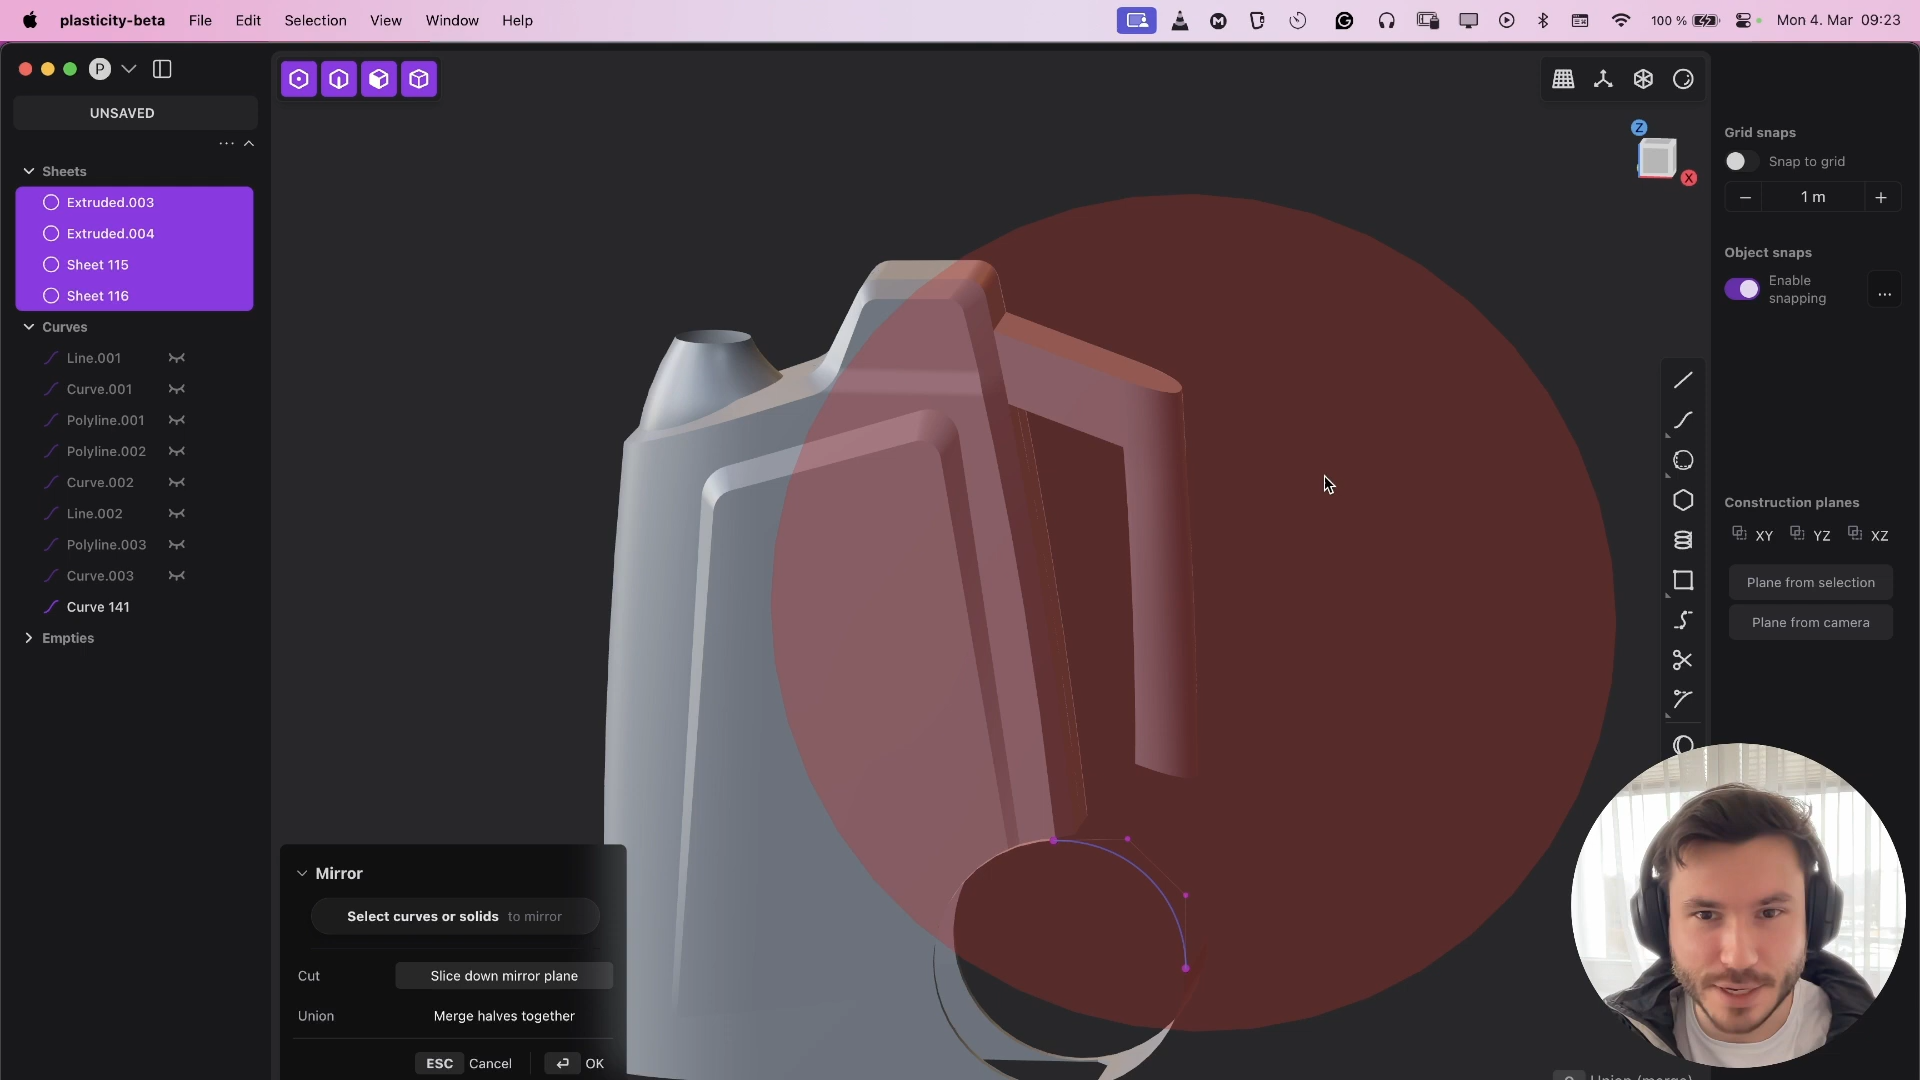 plasticity-beta File Edit Selection View Window Help 100 % Mon 4. Mar 09:23
P
UNSAVED
Sheets
Extruded.003
Extruded.004
Sheet 115
Sheet 116
Curves
Line.001
Curve.001
Polyline.001
Polyline.002
Curve.002
Line.002
Polyline.003
Curve.003
Curve 141
Empties
Mirror
Select curves or solids to mirror
Cut Slice down mirror plane
Union Merge halves together
ESC Cancel OK
Z
X
Grid snaps
Snap to grid
− 1 m +
Object snaps
Enable
snapping
...
Construction planes
XY YZ XZ
Plane from selection
Plane from camera
Union (merge)